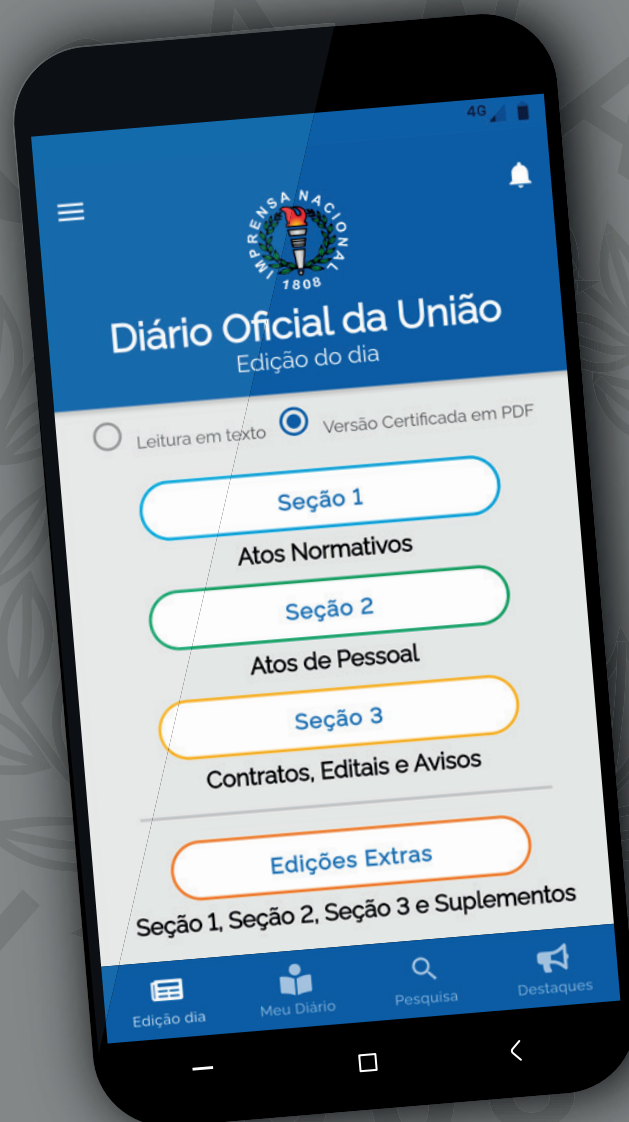 4G
IMPRENSA NACIONAL
1808
Diário Oficial da União
Edição do dia
Leitura em texto Versão Certificada em PDF
Seção 1
Atos Normativos
Seção 2
Atos de Pessoal
Seção 3
Contratos, Editais e Avisos
Edições Extras
Seção 1, Seção 2, Seção 3 e Suplementos
Edição dia Meu Diário Pesquisa Destaques